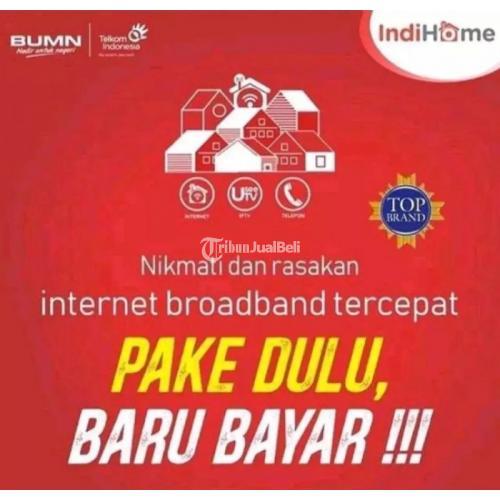 BUMN
Hadir untuk negeri
Telkom
Indonesia
IndiHome
INTERNET
UseeTV
IPTV
TELEPON
TOP
BRAND
TribunJualBeli
Nikmati dan rasakan
internet broadband tercepat
PAKE DULU,
BARU BAYAR !!!